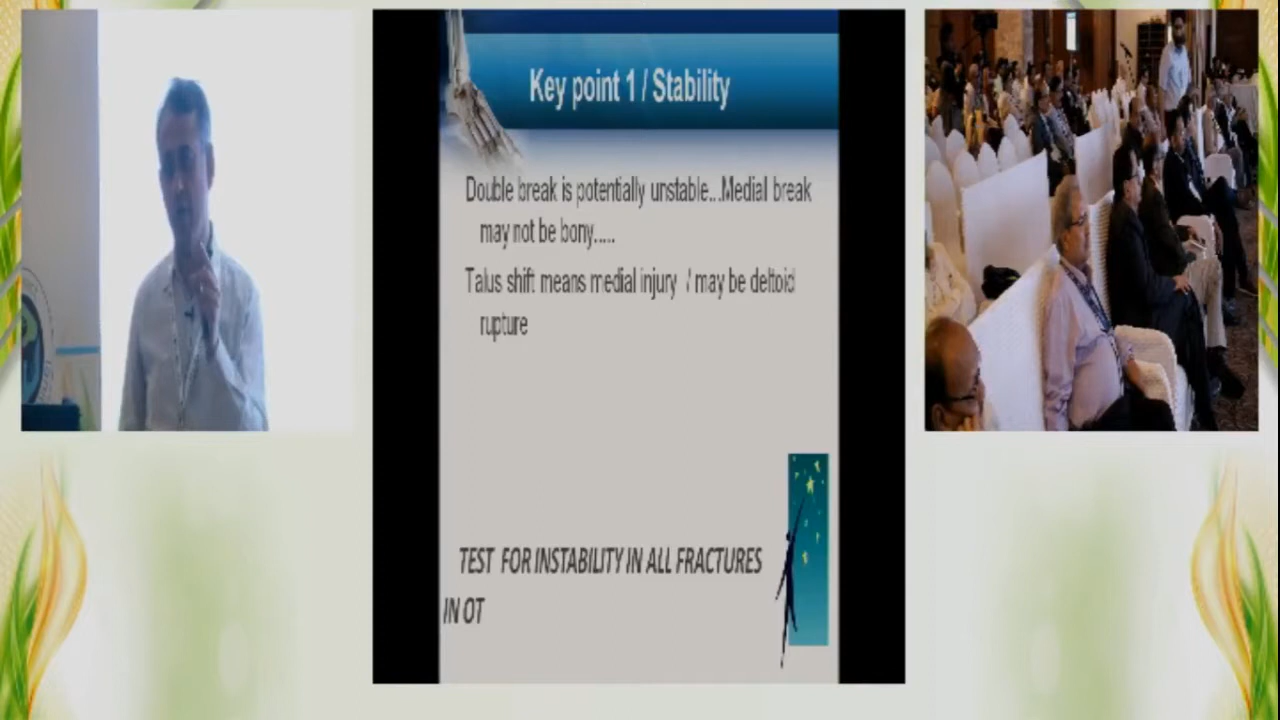 Key point 1 / Stability
Double break is potentially unstable...Medial break
may not be bony.....
Talus shift means medial injury / may be deltoid
rupture
TEST FOR INSTABILITY IN ALL FRACTURES
IN OT